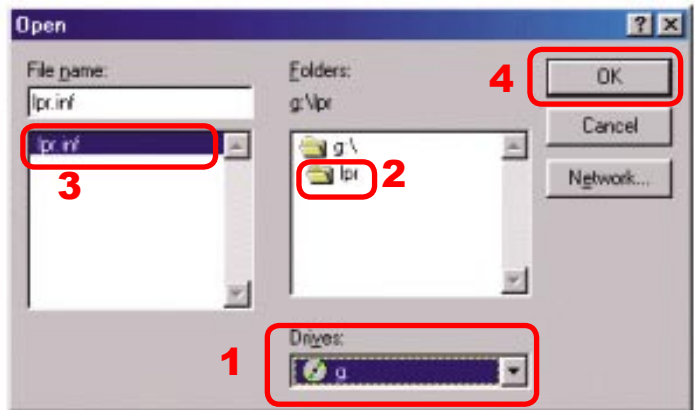 Open
File name:
lpr.inf
lpr.inf
3
Folders:
g:\lpr
g:\
lpr
2
Drives:
g
1
4
OK
Cancel
Network...